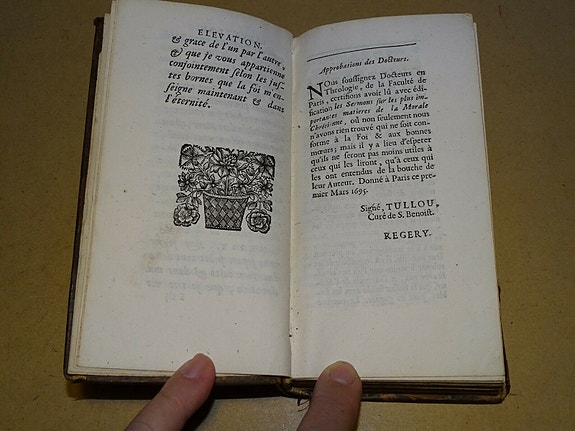 ELEVATION.
& grace de l'un par l'autre,
& que je vous appartienne
conjointement selon les jus-
tes bornes que la foi m'en-
seigne maintenant & dans
l'éternité.
Approbations des Docteurs.
NOus soussignez Docteurs en
Theologie, de la Faculté de
Paris, certifions avoir lû avec édi-
fication les Sermons sur les plus im-
portantes matieres de la Morale
Chrétienne, où non seulement nous
n'avons rien trouvé qui ne soit con-
forme à la Foi & aux bonnes
mœurs; mais il y a lieu d'esperer
qu'ils ne seront pas moins utiles à
ceux qui les liront, qu'à ceux qui
les ont entendus de la bouche de
leur Auteur. Donné à Paris ce pre-
mier Mars 1695.
Signé, TULLOU,
Curé de S. Benoist.
REGERY.